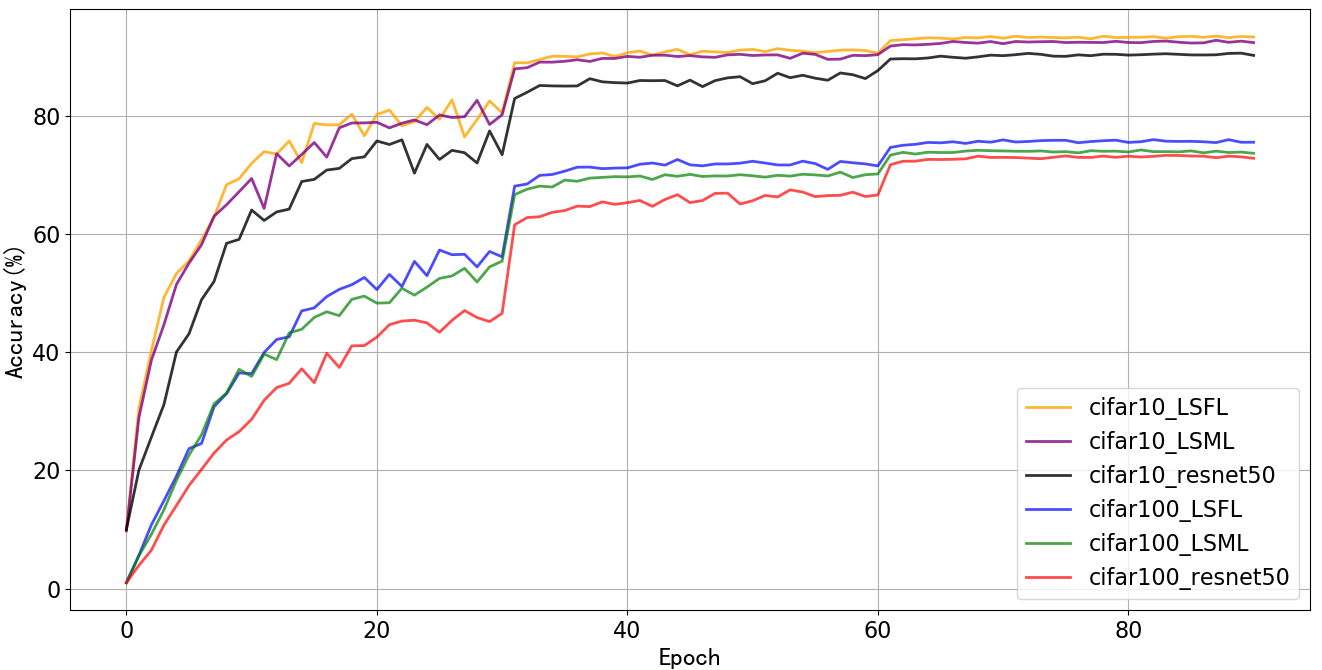 80
60
40
20
0
Accuracy (%)
0 20 40 60 80
Epoch
cifar10_LSFL
cifar10_LSML
cifar10_resnet50
cifar100_LSFL
cifar100_LSML
cifar100_resnet50